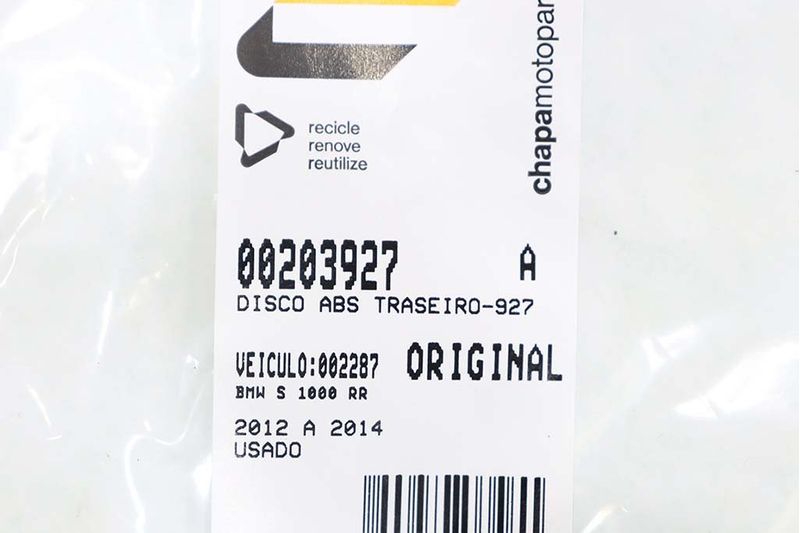 chapamotopar
recicle
renove
reutilize
00203927 A
DISCO ABS TRASEIRO-927
VEICULO:002287 ORIGINAL
BMW S 1000 RR
2012 A 2014
USADO